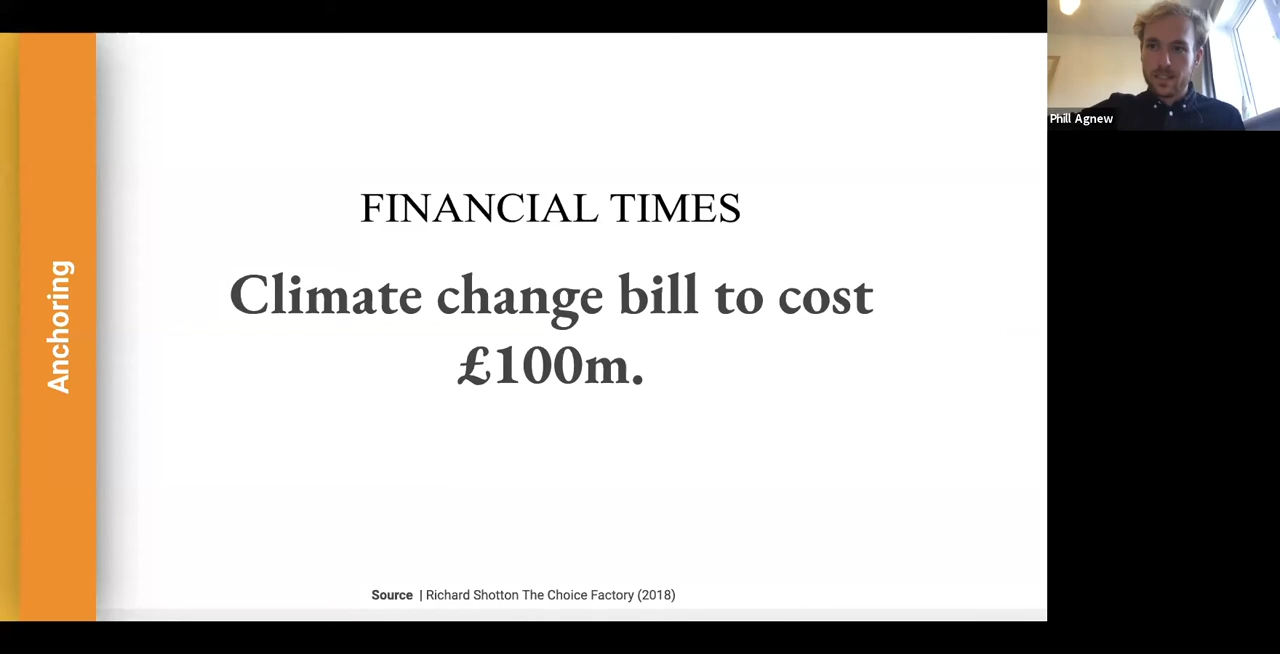 Anchoring
FINANCIAL TIMES
Climate change bill to cost
£100m.
Source | Richard Shotton The Choice Factory (2018)
Phill Agnew